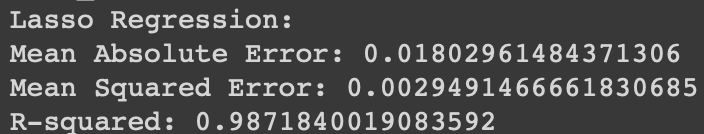 Lasso Regression:
Mean Absolute Error: 0.01802961484371306
Mean Squared Error: 0.0029491466661830685
R-squared: 0.9871840019083592